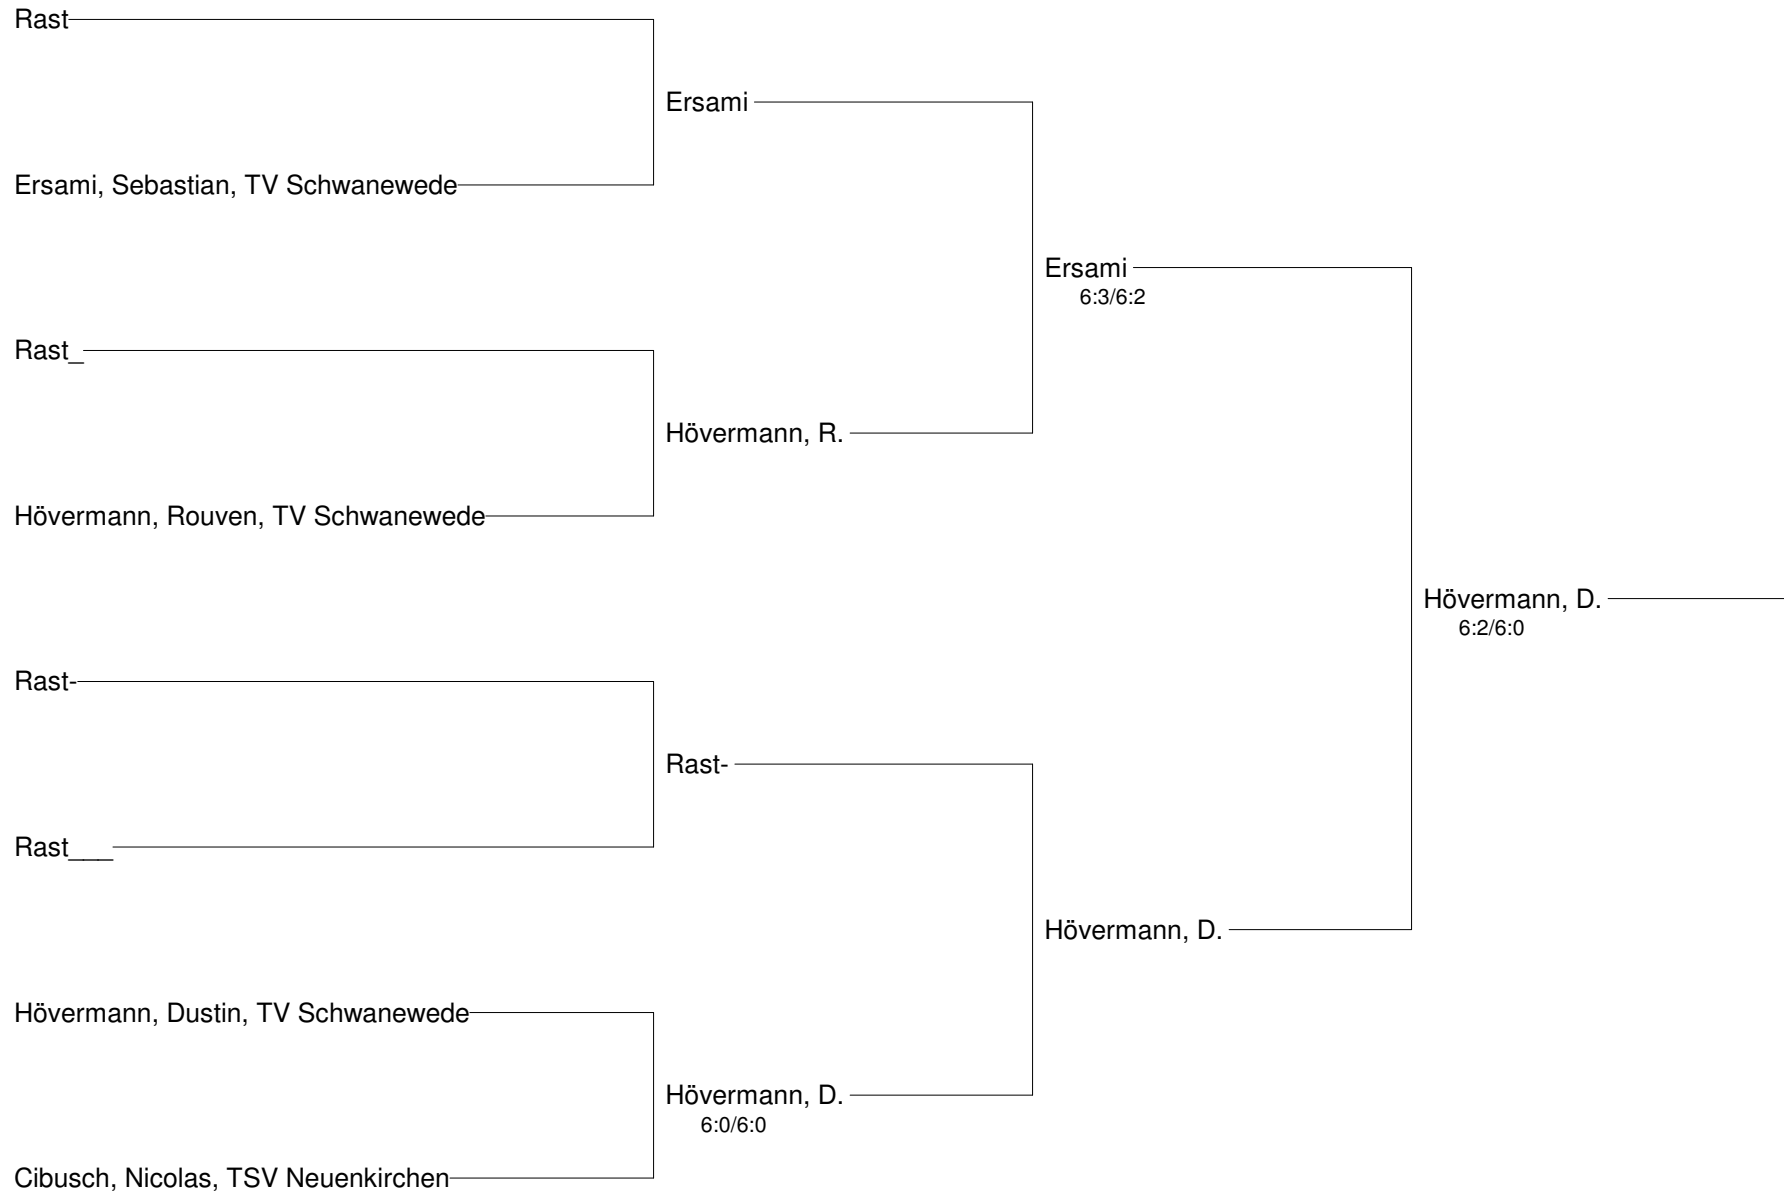 Rast
Ersami
Ersami, Sebastian, TV Schwanewede
Ersami
6:3/6:2
Rast_
Hövermann, R.
Hövermann, Rouven, TV Schwanewede
Hövermann, D.
6:2/6:0
Rast-
Rast-
Rast___
Hövermann, D.
Hövermann, Dustin, TV Schwanewede
Hövermann, D.
6:0/6:0
Cibusch, Nicolas, TSV Neuenkirchen